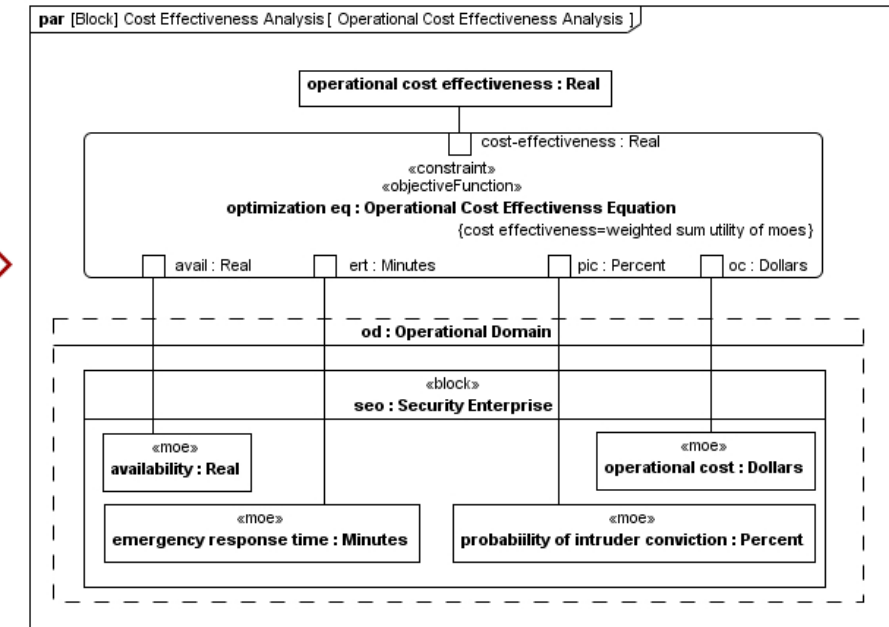 par [Block] Cost Effectiveness Analysis [ Operational Cost Effectiveness Analysis ]
operational cost effectiveness : Real
cost-effectiveness : Real
«constraint»
«objectiveFunction»
optimization eq : Operational Cost Effectivenss Equation
{cost effectiveness=weighted sum utility of moes}
avail : Real ert : Minutes pic : Percent oc : Dollars
od : Operational Domain
«block»
seo : Security Enterprise
«moe» «moe»
availability : Real operational cost : Dollars
«moe» «moe»
emergency response time : Minutes probabiility of intruder conviction : Percent